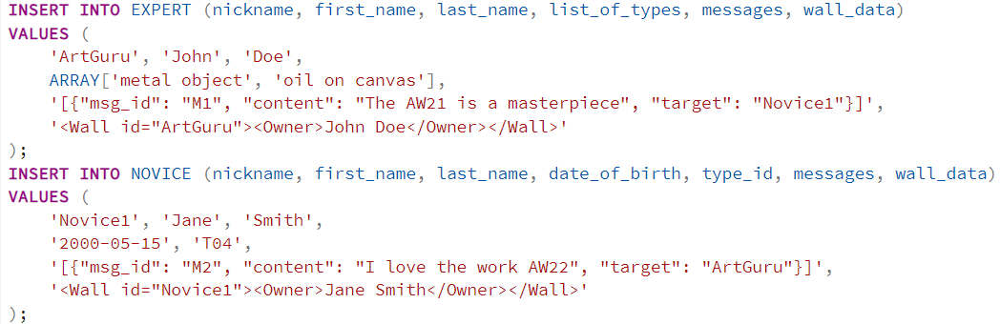 INSERT INTO EXPERT (nickname, first_name, last_name, list_of_types, messages, wall_data)
VALUES (
    'ArtGuru', 'John', 'Doe',
    ARRAY['metal object', 'oil on canvas'],
    '[{"msg_id": "M1", "content": "The AW21 is a masterpiece", "target": "Novice1"}]',
    '<Wall id="ArtGuru"><Owner>John Doe</Owner></Wall>'
);
INSERT INTO NOVICE (nickname, first_name, last_name, date_of_birth, type_id, messages, wall_data)
VALUES (
    'Novice1', 'Jane', 'Smith',
    '2000-05-15', 'T04',
    '[{"msg_id": "M2", "content": "I love the work AW22", "target": "ArtGuru"}]',
    '<Wall id="Novice1"><Owner>Jane Smith</Owner></Wall>'
);